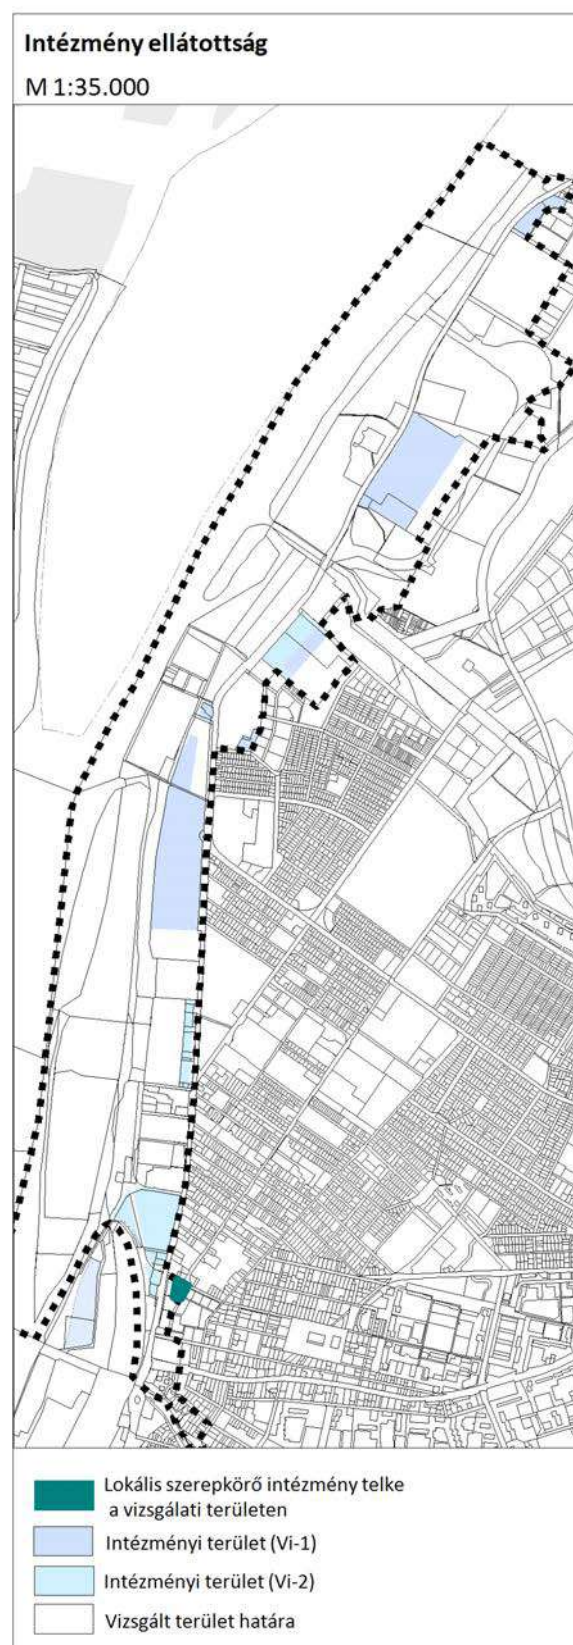 Intézmény ellátottság
M 1:35.000
Lokális szerepkörő intézmény telke
a vizsgálati területen
Intézményi terület (Vi-1)
Intézményi terület (Vi-2)
Vizsgált terület határa